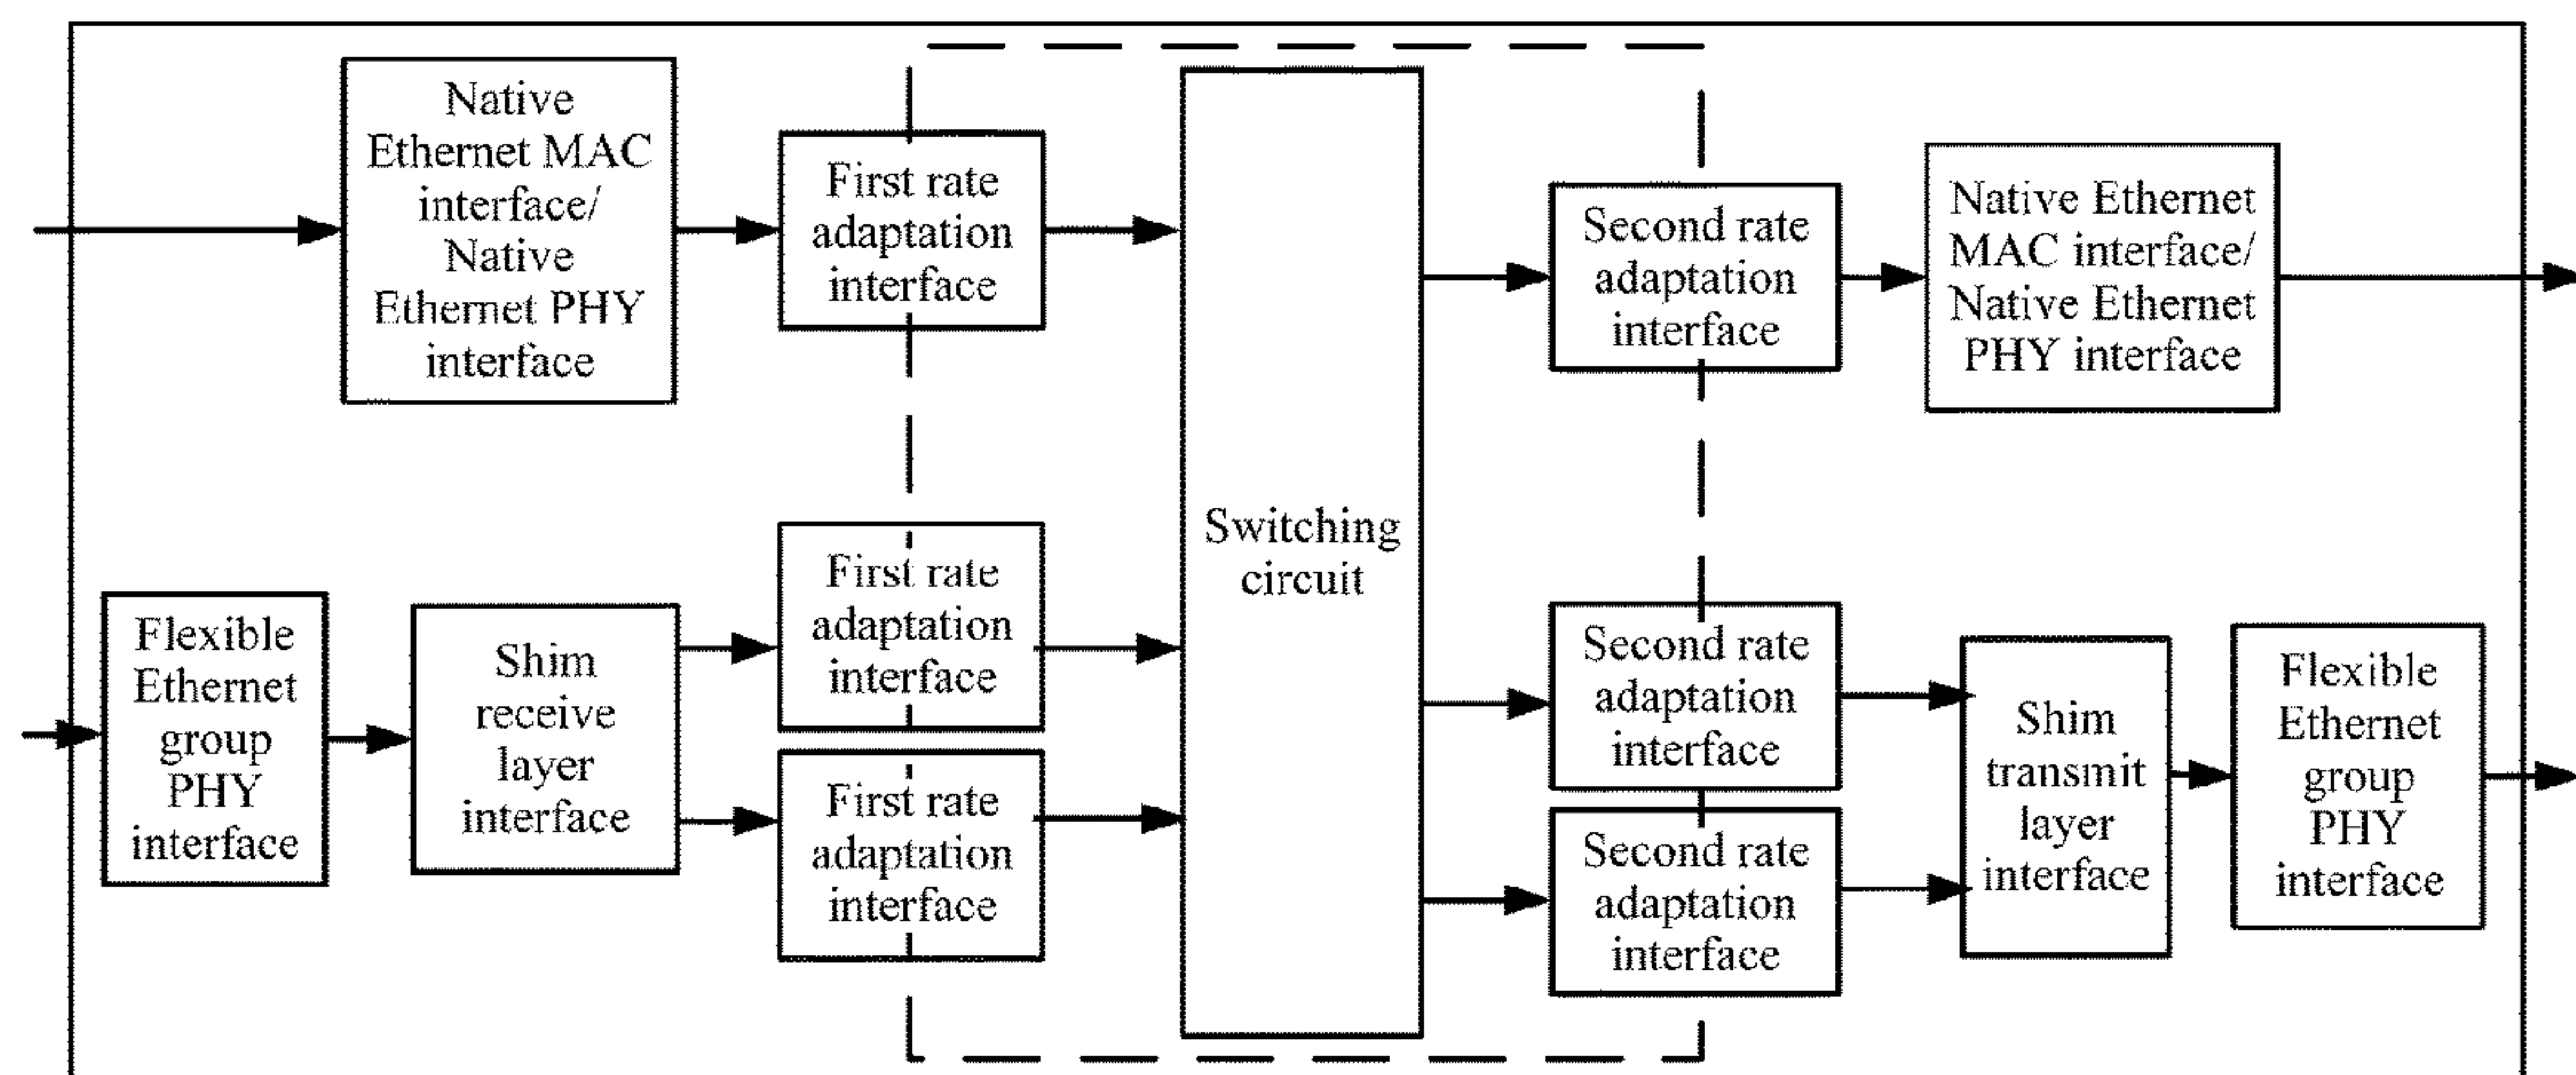 Native
Ethernet MAC
interface/
Native
Ethernet PHY
interface
First rate
adaptation
interface
Second rate
adaptation
interface
Native Ethernet
MAC interface/
Native Ethernet
PHY interface
Switching
circuit
Flexible
Ethernet
group
PHY
interface
Shim
receive
layer
interface
First rate
adaptation
interface
First rate
adaptation
interface
Second rate
adaptation
interface
Second rate
adaptation
interface
Shim
transmit
layer
interface
Flexible
Ethernet
group
PHY
interface